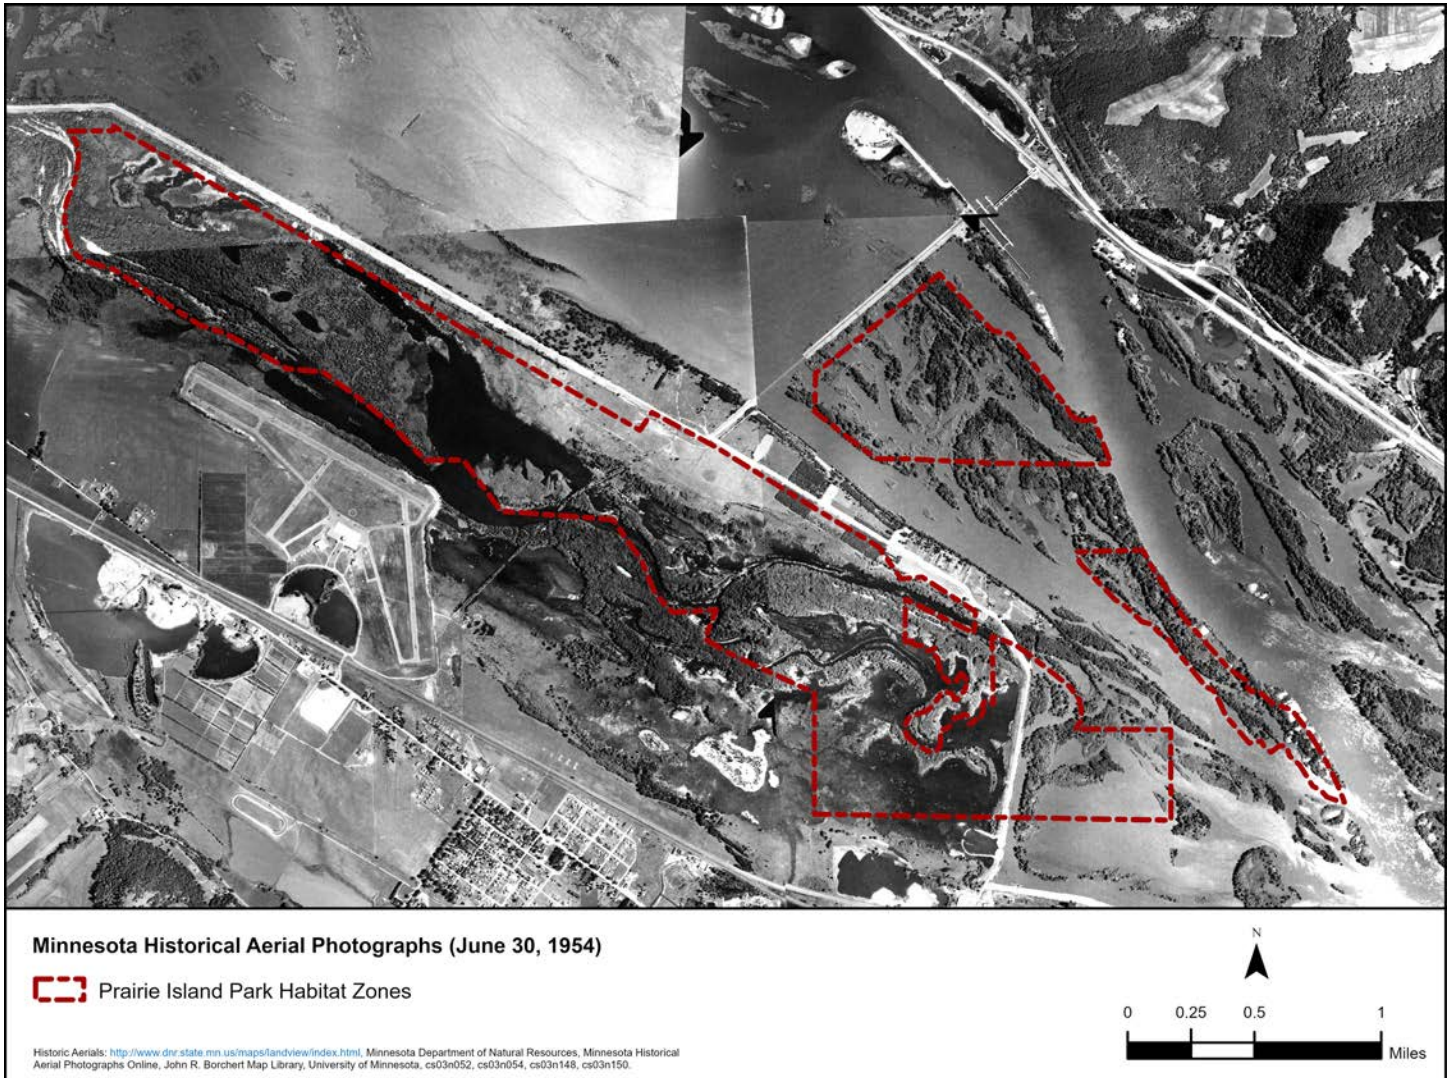 Minnesota Historical Aerial Photographs (June 30, 1954)
Prairie Island Park Habitat Zones
Historic Aerials: http://www.dnr.state.mn.us/maps/landview/index.html, Minnesota Department of Natural Resources, Minnesota Historical
Aerial Photographs Online, John R. Borchert Map Library, University of Minnesota, cs03n052, cs03n054, cs03n148, cs03n150.
N
0 0.25 0.5 1
Miles